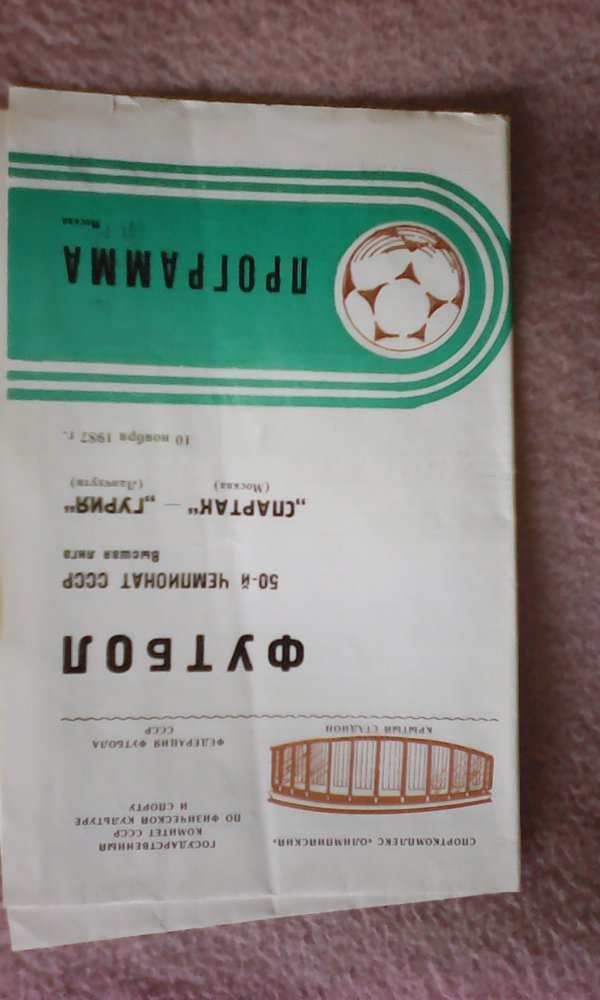 СПОРТКОМПЛЕКС «ОЛИМПИЙСКИЙ»
КРЫТЫЙ СТАДИОН
ГОСУДАРСТВЕННЫЙ
КОМИТЕТ СССР
ПО ФИЗИЧЕСКОЙ КУЛЬТУРЕ
И СПОРТУ
ФЕДЕРАЦИЯ ФУТБОЛА
СССР
ФУТБОЛ
50-й ЧЕМПИОНАТ СССР
Высшая лига
„СПАРТАК“ — „ГУРИЯ“
(Москва) (Ланчхути)
10 ноября 1987 г.
ПРОГРАММА
Москва